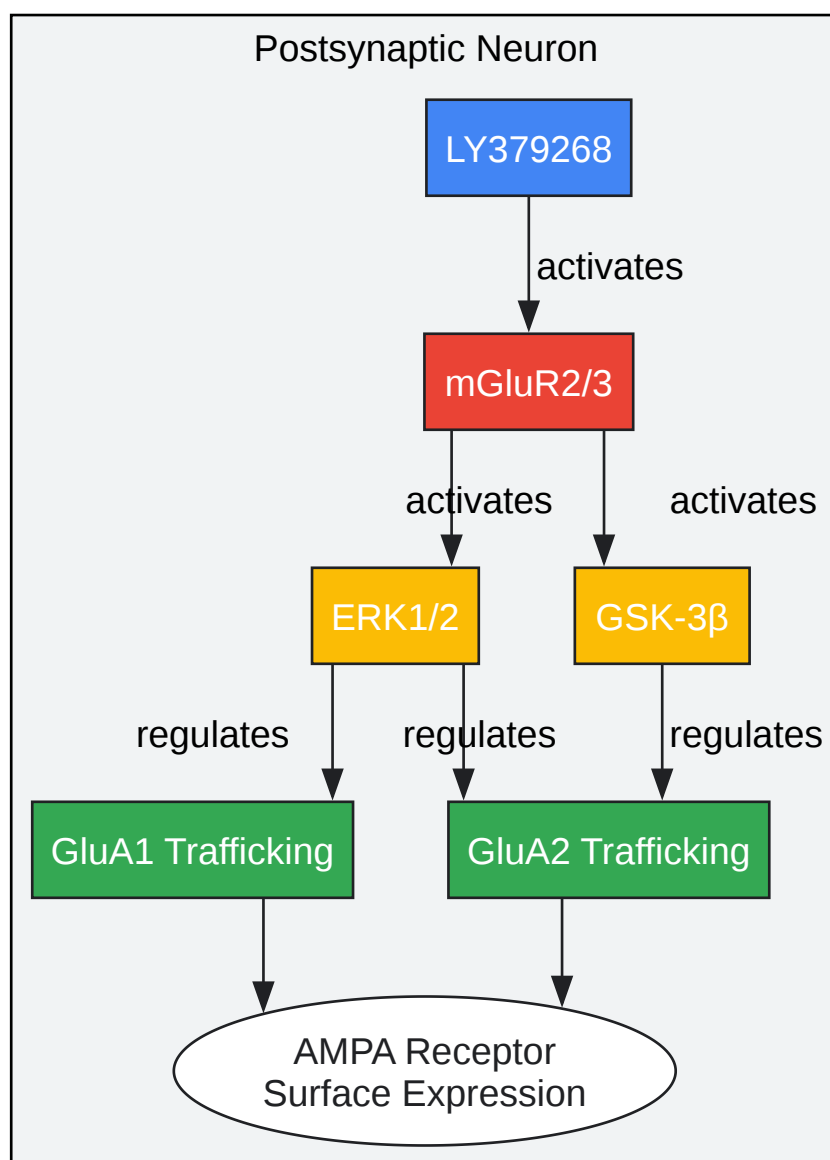 Postsynaptic Neuron
LY379268
activates
mGluR2/3
activates
activates
ERK1/2
GSK-3β
regulates
regulates
regulates
GluA1 Trafficking
GluA2 Trafficking
AMPA Receptor
Surface Expression